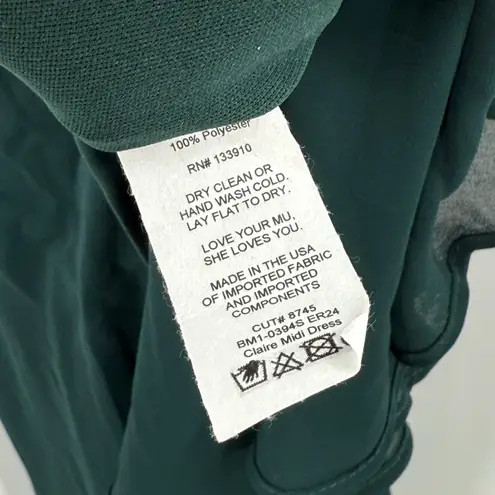 100% Polyester
RN# 133910
DRY CLEAN OR
HAND WASH COLD.
LAY FLAT TO DRY.
LOVE YOUR MU,
SHE LOVES YOU.
MADE IN THE USA
OF IMPORTED FABRIC
AND IMPORTED
COMPONENTS
CUT# 8745
BM1-0394S ER24
Claire Midi Dress